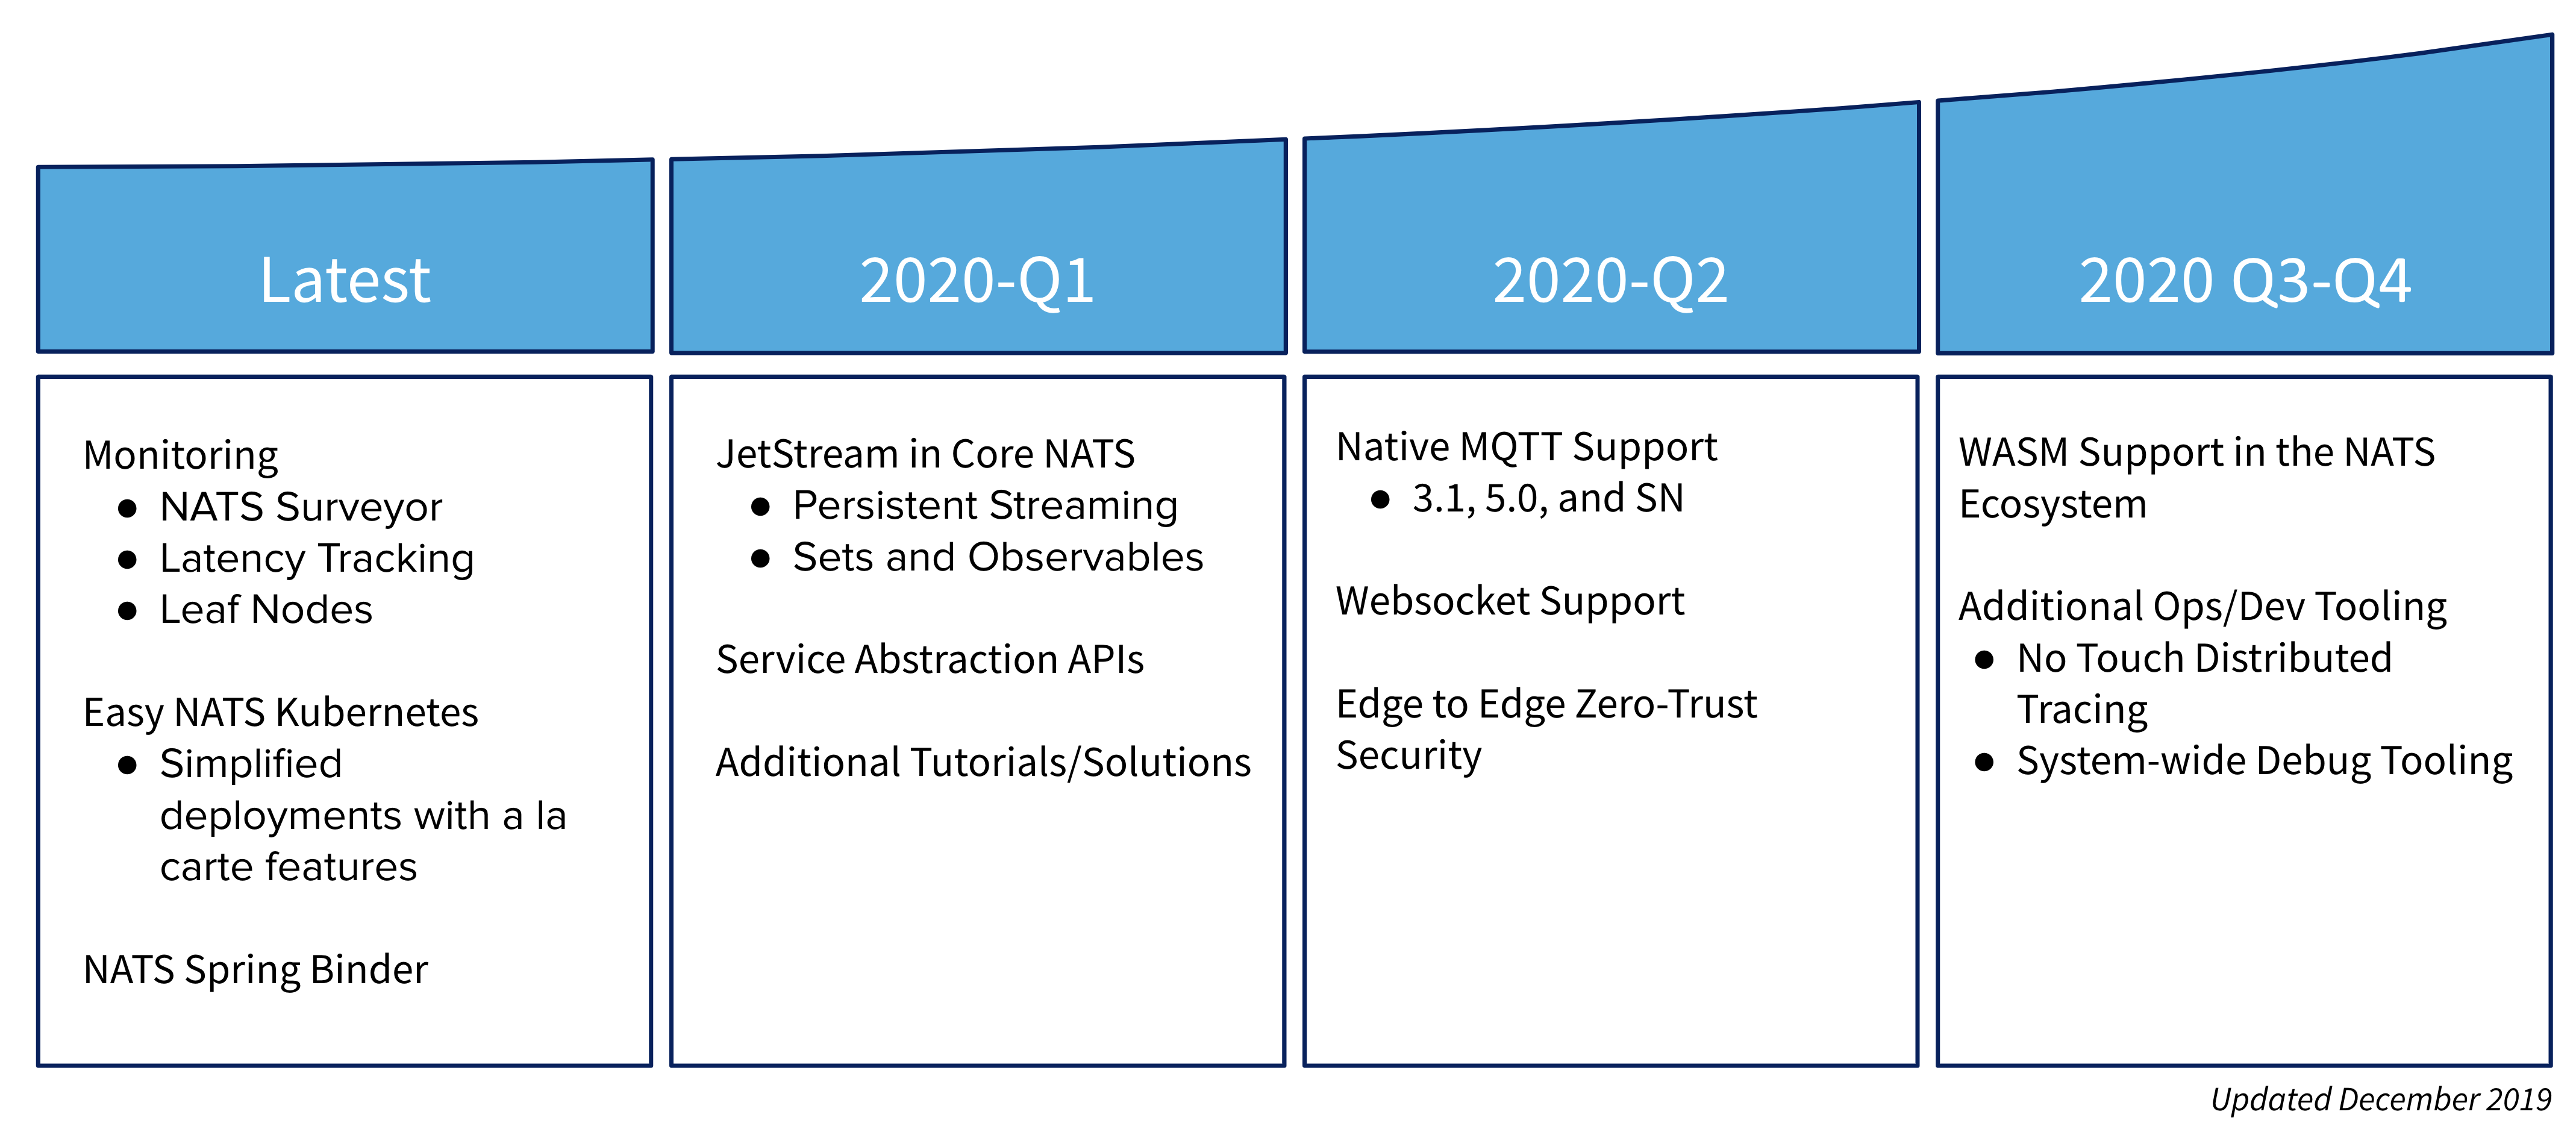 Latest
Monitoring
● NATS Surveyor
● Latency Tracking
● Leaf Nodes
Easy NATS Kubernetes
● Simplified
deployments with a la
carte features
NATS Spring Binder
2020-Q1
JetStream in Core NATS
● Persistent Streaming
● Sets and Observables
Service Abstraction APIs
Additional Tutorials/Solutions
2020-Q2
Native MQTT Support
● 3.1, 5.0, and SN
Websocket Support
Edge to Edge Zero-Trust
Security
2020 Q3-Q4
WASM Support in the NATS
Ecosystem
Additional Ops/Dev Tooling
● No Touch Distributed
Tracing
● System-wide Debug Tooling
Updated December 2019